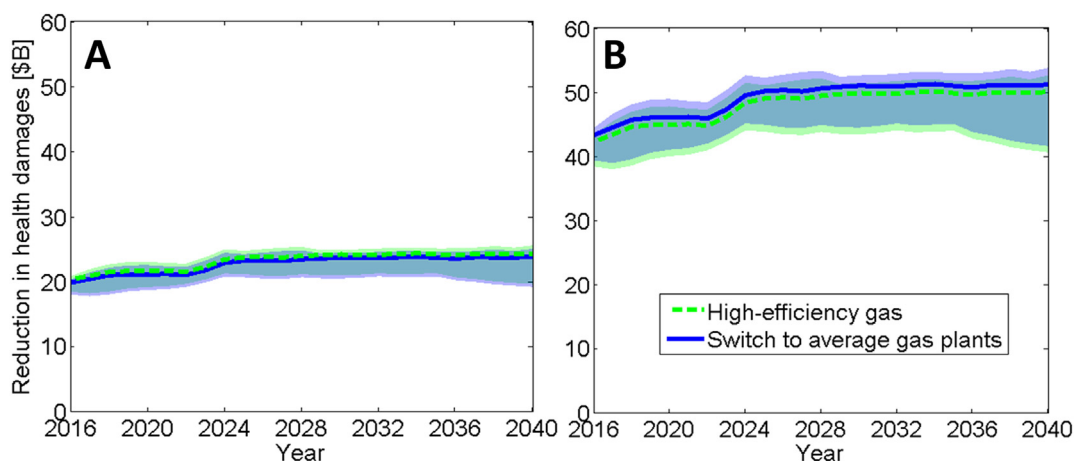 A
B
Reduction in health damages [$B]
60
50
40
30
20
10
0
2016 2020 2024 2028 2032 2036 2040
Year
60
50
40
30
20
10
0
2016 2020 2024 2028 2032 2036 2040
Year
High-efficiency gas
Switch to average gas plants